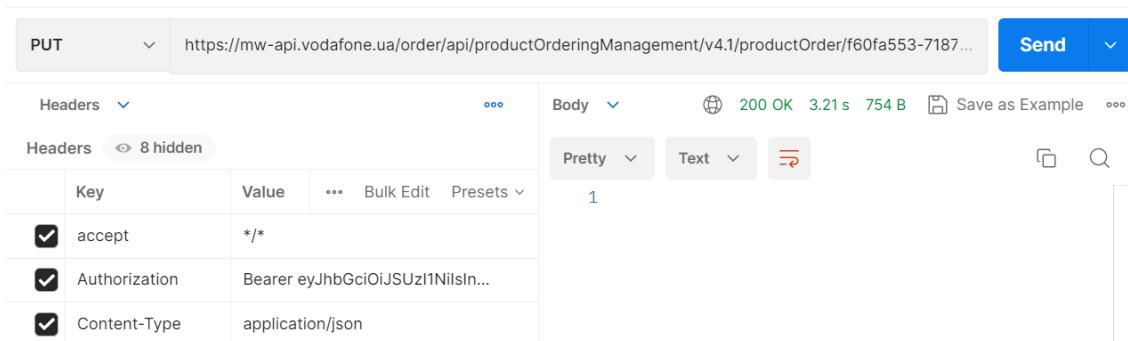 PUT https://mw-api.vodafone.ua/order/api/productOrderingManagement/v4.1/productOrder/f60fa553-7187... Send
Headers
Body 200 OK 3.21 s 754 B Save as Example
Headers 8 hidden
Pretty Text
Key Value Bulk Edit Presets
1
accept */*
Authorization Bearer eyJhbGciOiJSUzI1NiIsIn...
Content-Type application/json